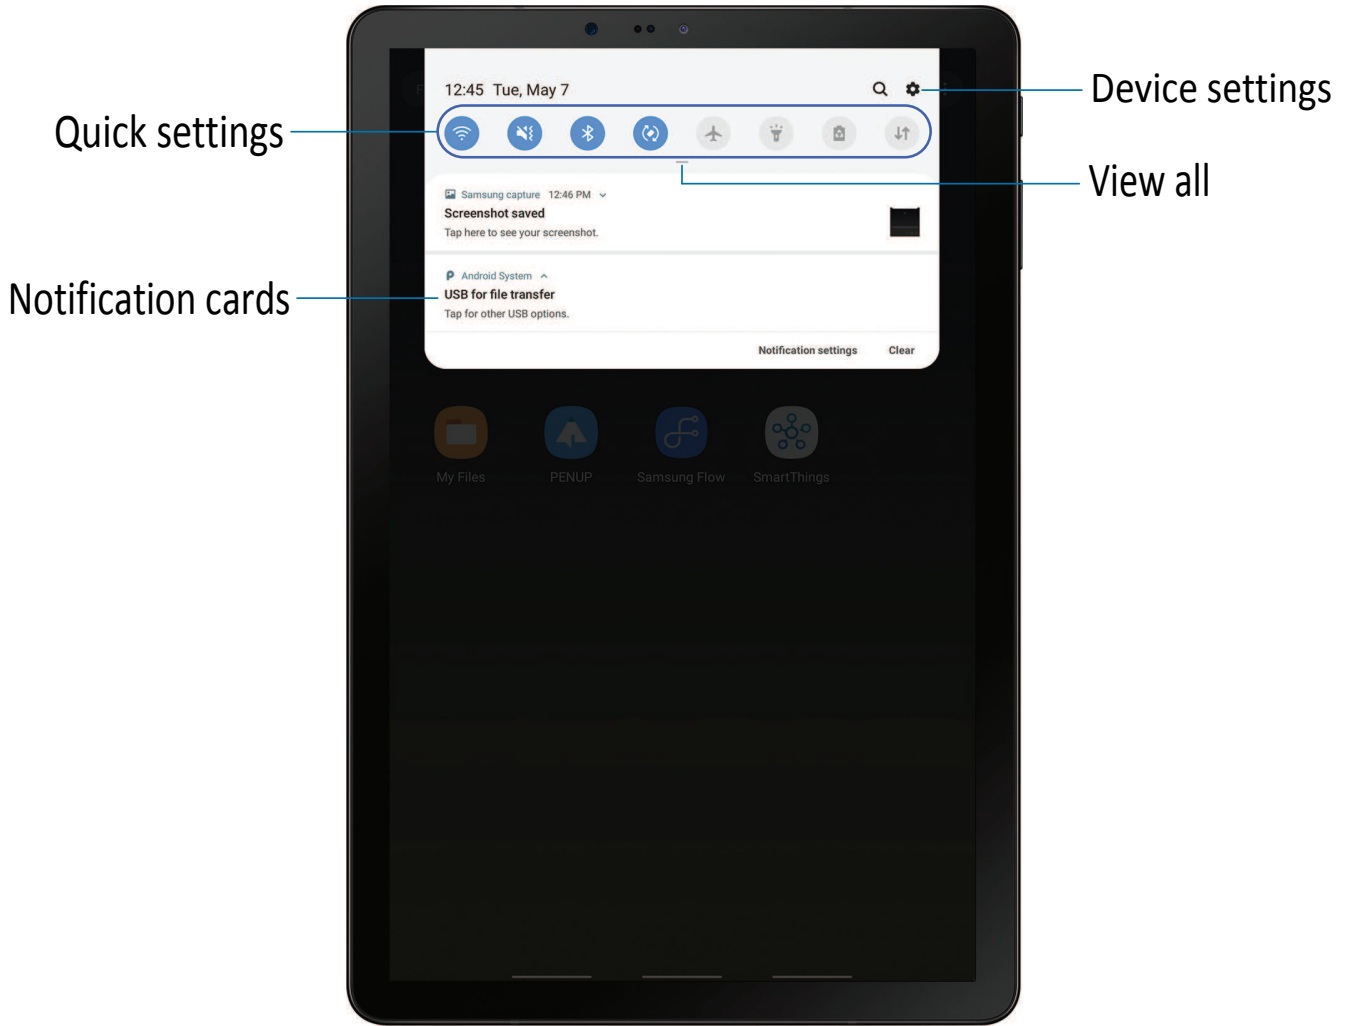 12:45 Tue, May 7
Device settings
Quick settings
View all
Samsung capture 12:46 PM
Screenshot saved
Tap here to see your screenshot.
Android System
Notification cards
USB for file transfer
Tap for other USB options.
Notification settings Clear
My Files PENUP Samsung Flow SmartThings